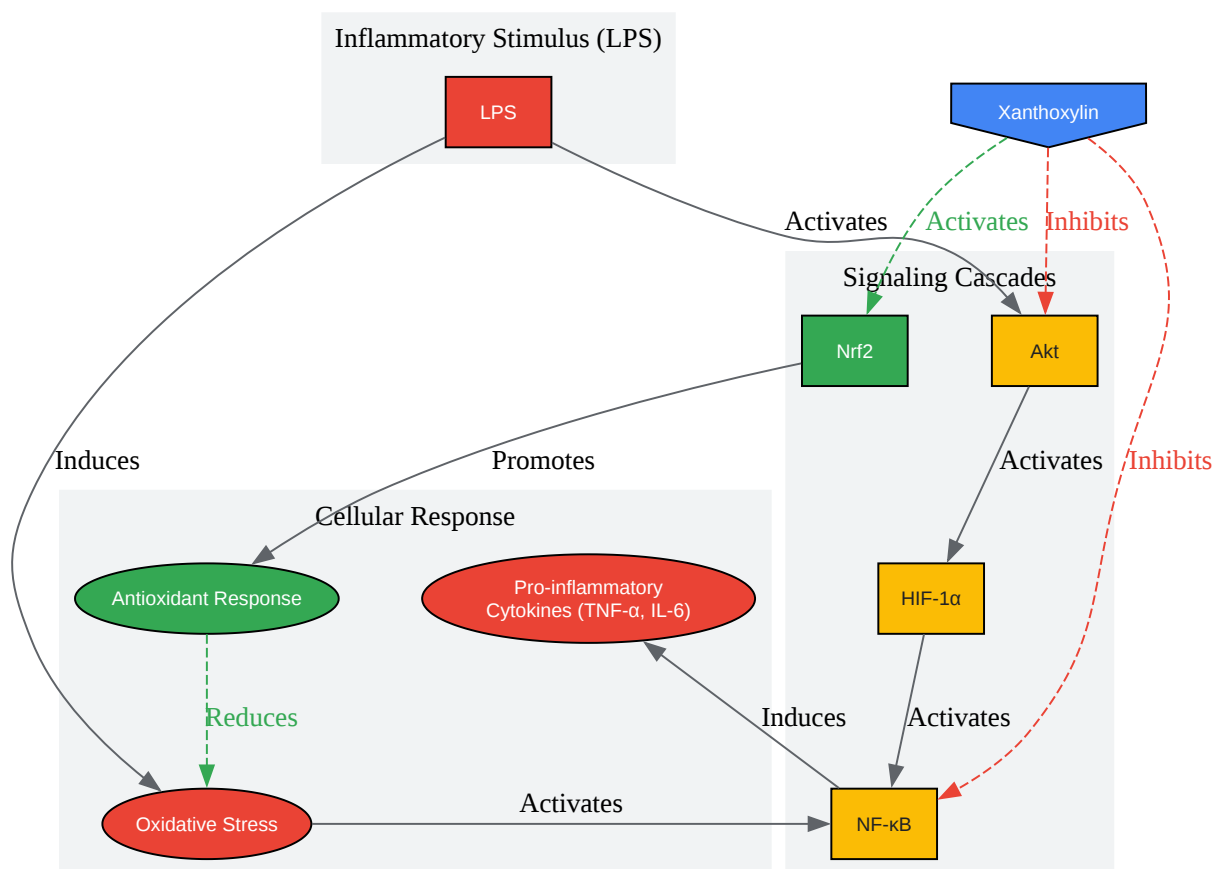 Inflammatory Stimulus (LPS)
LPS
Xanthoxylin
Activates
Activates
Inhibits
Signaling Cascades
Nrf2
Akt
Induces
Promotes
Activates
Inhibits
Cellular Response
Antioxidant Response
Pro-inflammatory
Cytokines (TNF-α, IL-6)
HIF-1α
Reduces
Induces
Activates
Activates
Oxidative Stress
NF-κB